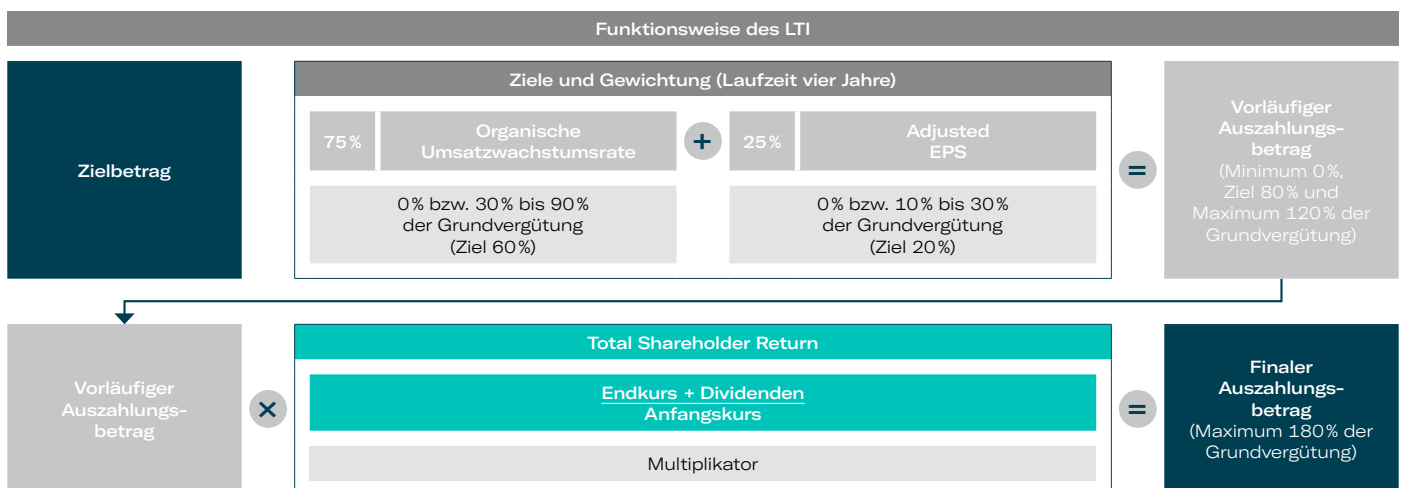 Funktionsweise des LTI
Zielbetrag
Ziele und Gewichtung (Laufzeit vier Jahre)
75 %
Organische
Umsatzwachstumsrate
+
25 %
Adjusted
EPS
0 % bzw. 30 % bis 90 %
der Grundvergütung
(Ziel 60 %)
0 % bzw. 10 % bis 30 %
der Grundvergütung
(Ziel 20 %)
=
Vorläufiger
Auszahlungs-
betrag
(Minimum 0 %,
Ziel 80 % und
Maximum 120 % der
Grundvergütung)
Vorläufiger
Auszahlungs-
betrag
×
Total Shareholder Return
Endkurs + Dividenden
Anfangskurs
Multiplikator
=
Finaler
Auszahlungs-
betrag
(Maximum 180 % der
Grundvergütung)